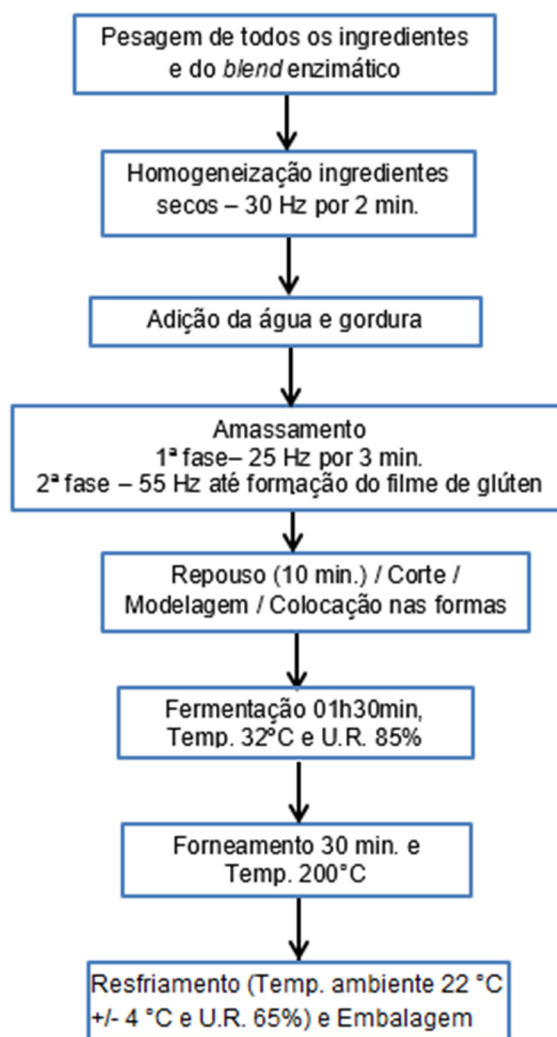 Pesagem de todos os ingredientes
e do blend enzimático
Homogeneização ingredientes
secos – 30 Hz por 2 min.
Adição da água e gordura
Amassamento
1ª fase– 25 Hz por 3 min.
2ª fase – 55 Hz até formação do filme de glúten
Repouso (10 min.) / Corte /
Modelagem / Colocação nas formas
Fermentação 01h30min,
Temp. 32ºC e U.R. 85%
Forneamento 30 min. e
Temp. 200°C
Resfriamento (Temp. ambiente 22 °C
+/- 4 °C e U.R. 65%) e Embalagem